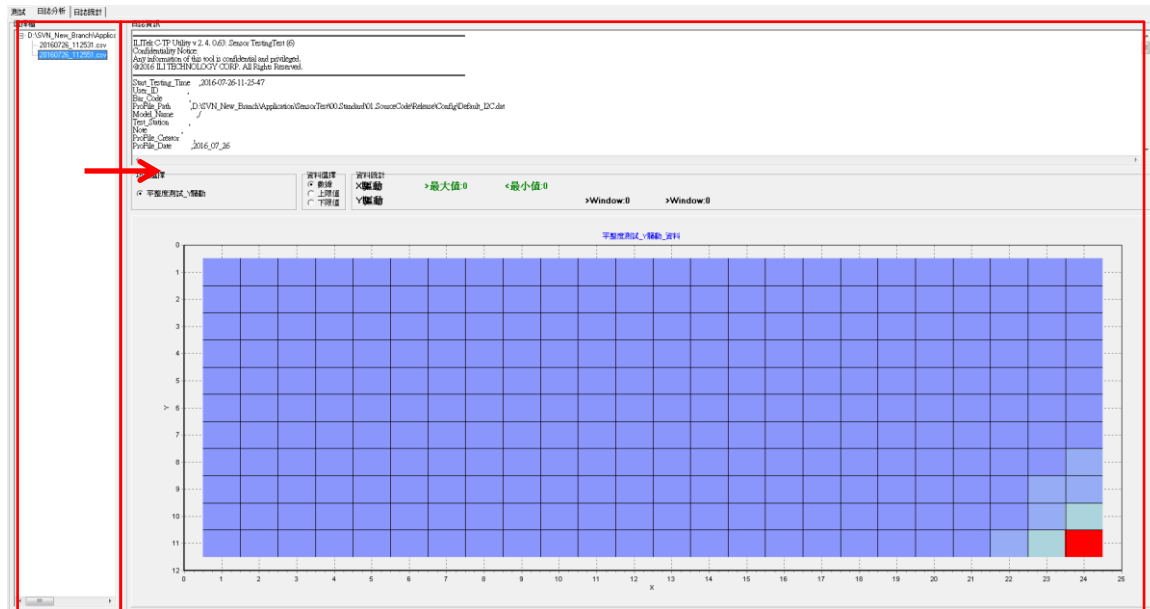 測試 日誌分析 日誌統計
日誌資訊
D:\SVN_New_Branch\Applica
20160726_112531.csv
20160726_112551.csv
ILITek C-TP Utility v 2. 4. 0.63: Sensor TestingTest (6)
Confidentiality Notice:
Any information of this tool is confidential and privileged.
@2016 ILI TECHNOLOGY CORP. All Rights Reserved.
Start_Testing_Time ,2016-07-26-11-25-47
User_ID ,
Bar_Code ,
ProFile_Path ,D:\SVN_New_Branch\Application\SensorTest\00.Standard\01.SourceCode\Release\Config\Default_I2C.dat
Model_Name ,/
Test_Station ,
Note ,
ProFile_Creator ,
ProFile_Date ,2016_07_26
資料選擇 資料統計
平整度測試_Y驅動
數據
上限值
下限值
X驅動 >最大值:0 <最小值:0
Y驅動 >Window:0 >Window:0
平整度測試_Y驅動_資料
0
1
2
3
4
5
Y 6
7
8
9
10
11
12
0 1 2 3 4 5 6 7 8 9 10 11 12 13 14 15 16 17 18 19 20 21 22 23 24 25
X